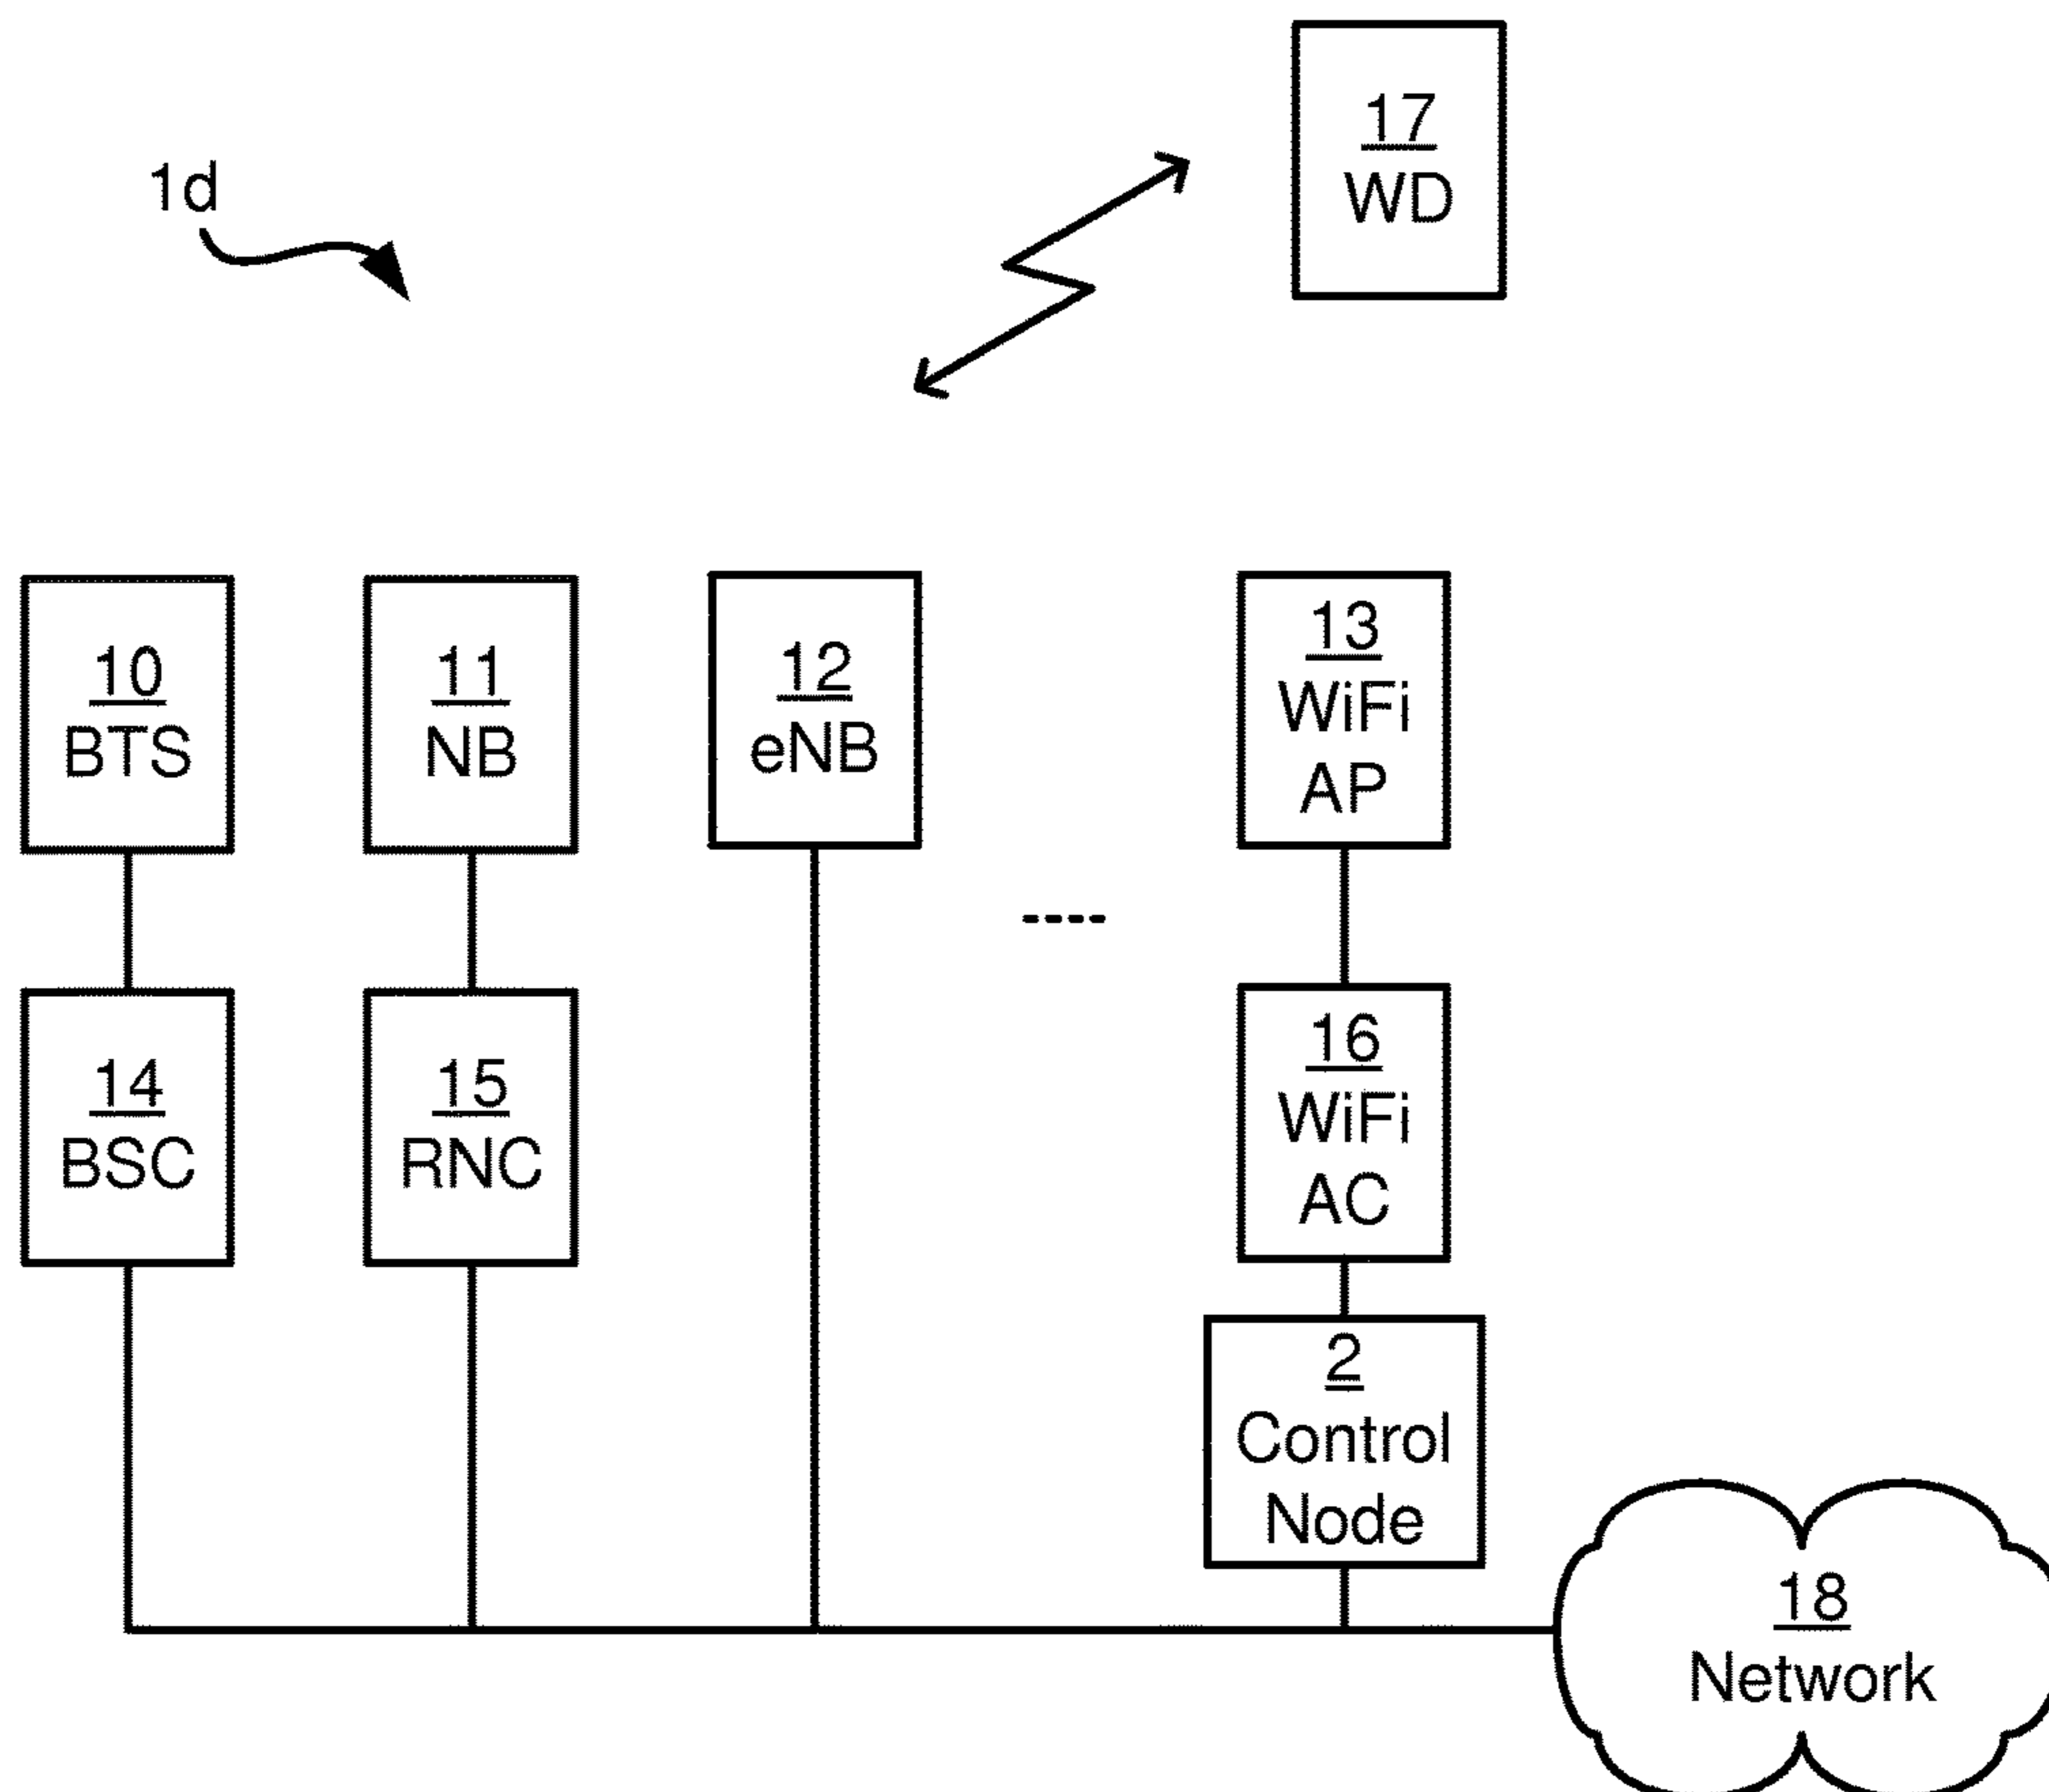 17
WD
1d
10
BTS
11
NB
12
eNB
13
WiFi
AP
14
BSC
15
RNC
16
WiFi
AC
2
Control
Node
18
Network